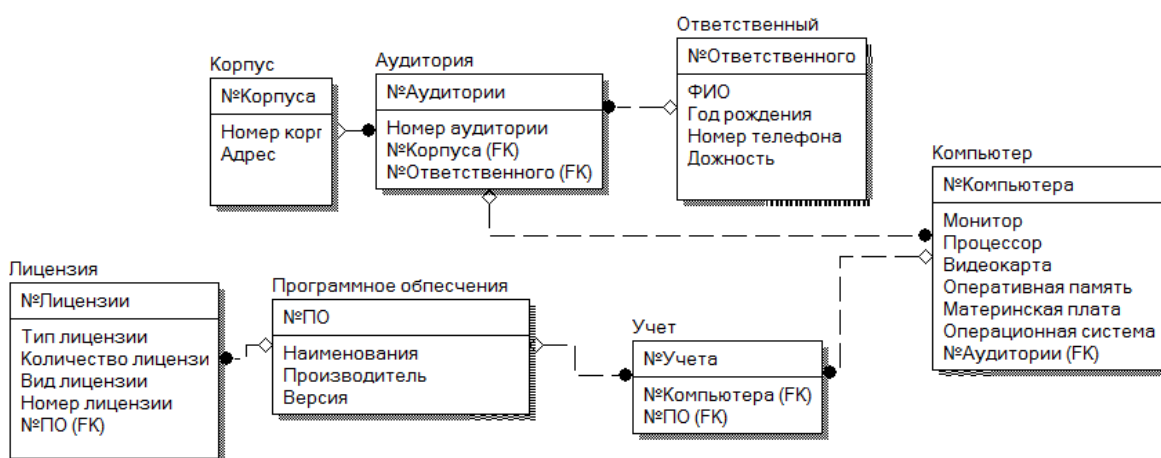 Корпус
№Корпуса
Номер корг
Адрес
Аудитория
№Аудитории
Номер аудитории
№Корпуса (FK)
№Ответственного (FK)
Ответственный
№Ответственного
ФИО
Год рождения
Номер телефона
Дожность
Компьютер
№Компьютера
Монитор
Процессор
Видеокарта
Оперативная память
Материнская плата
Операционная система
№Аудитории (FK)
Лицензия
№Лицензии
Тип лицензии
Количество лицензи
Вид лицензии
Номер лицензии
№ПО (FK)
Программное обпесчения
№ПО
Наименования
Производитель
Версия
Учет
№Учета
№Компьютера (FK)
№ПО (FK)